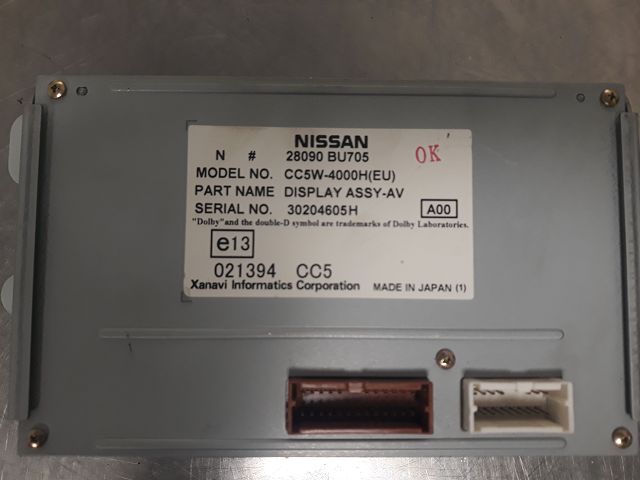 NISSAN
N # 28090 BU705 OK
MODEL NO. CC5W-4000H(EU)
PART NAME DISPLAY ASSY-AV
SERIAL NO. 30204605H A00
"Dolby"and the double-D symbol are trademarks of Dolby Laboratories.
e13
021394 CC5
Xanavi Informatics Corporation MADE IN JAPAN (1)